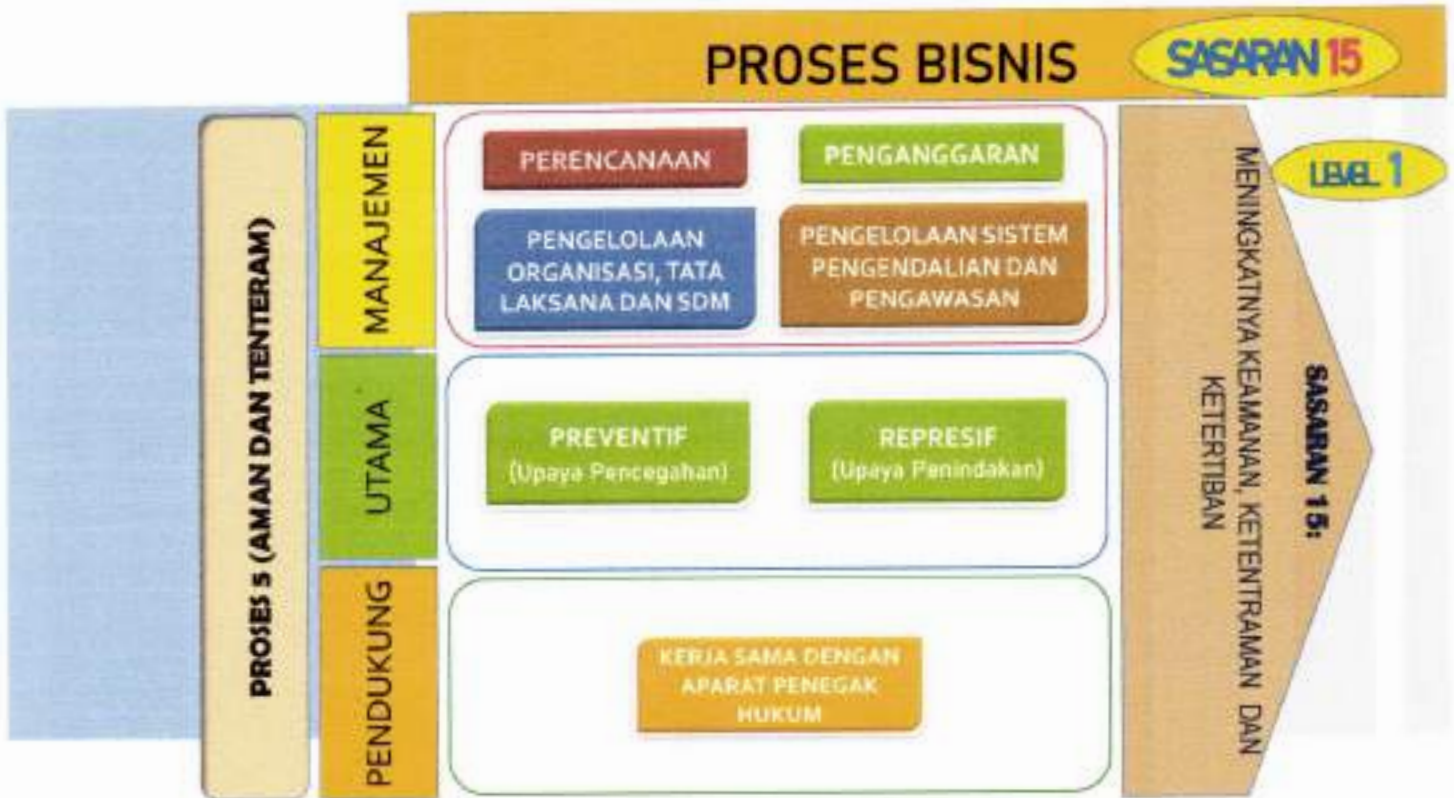 PROSES BISNIS
SASARAN 15
LEVEL 1
PROSES 5 (AMAN DAN TENTERAM)
MANAJEMEN
PERENCANAAN
PENGANGGARAN
PENGELOLAAN
ORGANISASI, TATA
LAKSANA DAN SDM
PENGELOLAAN SISTEM
PENGENDALIAN DAN
PENGAWASAN
UTAMA
PREVENTIF
(Upaya Pencegahan)
REPRESIF
(Upaya Penindakan)
PENDUKUNG
KERJA SAMA DENGAN
APARAT PENEGAK
HUKUM
SASARAN 15:
MENINGKATNYA KEAMANAN, KETENTRAMAN DAN
KETERTIBAN